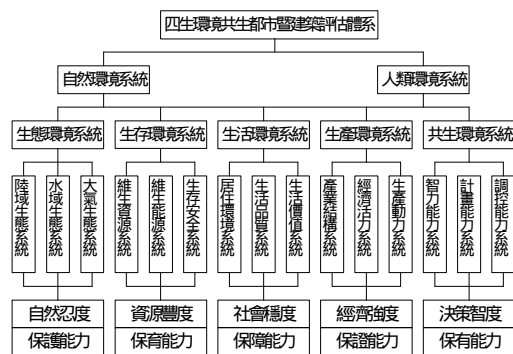 四生環境共生都市暨建築評估體系
自然環境系統
人類環境系統
生態環境系統
生存環境系統
生活環境系統
生產環境系統
共生環境系統
陸域生態系統
水域生態系統
大氣生態系統
維生資源系統
維生能源系統
生存安全系統
居住環境系統
生活品質系統
生活價值系統
產業結構系統
經濟活力系統
生產動力系統
智力能力系統
計畫能力系統
調控能力系統
自然忍度
資源豐度
社會穩度
經濟強度
決策智度
保護能力
保育能力
保障能力
保證能力
保有能力